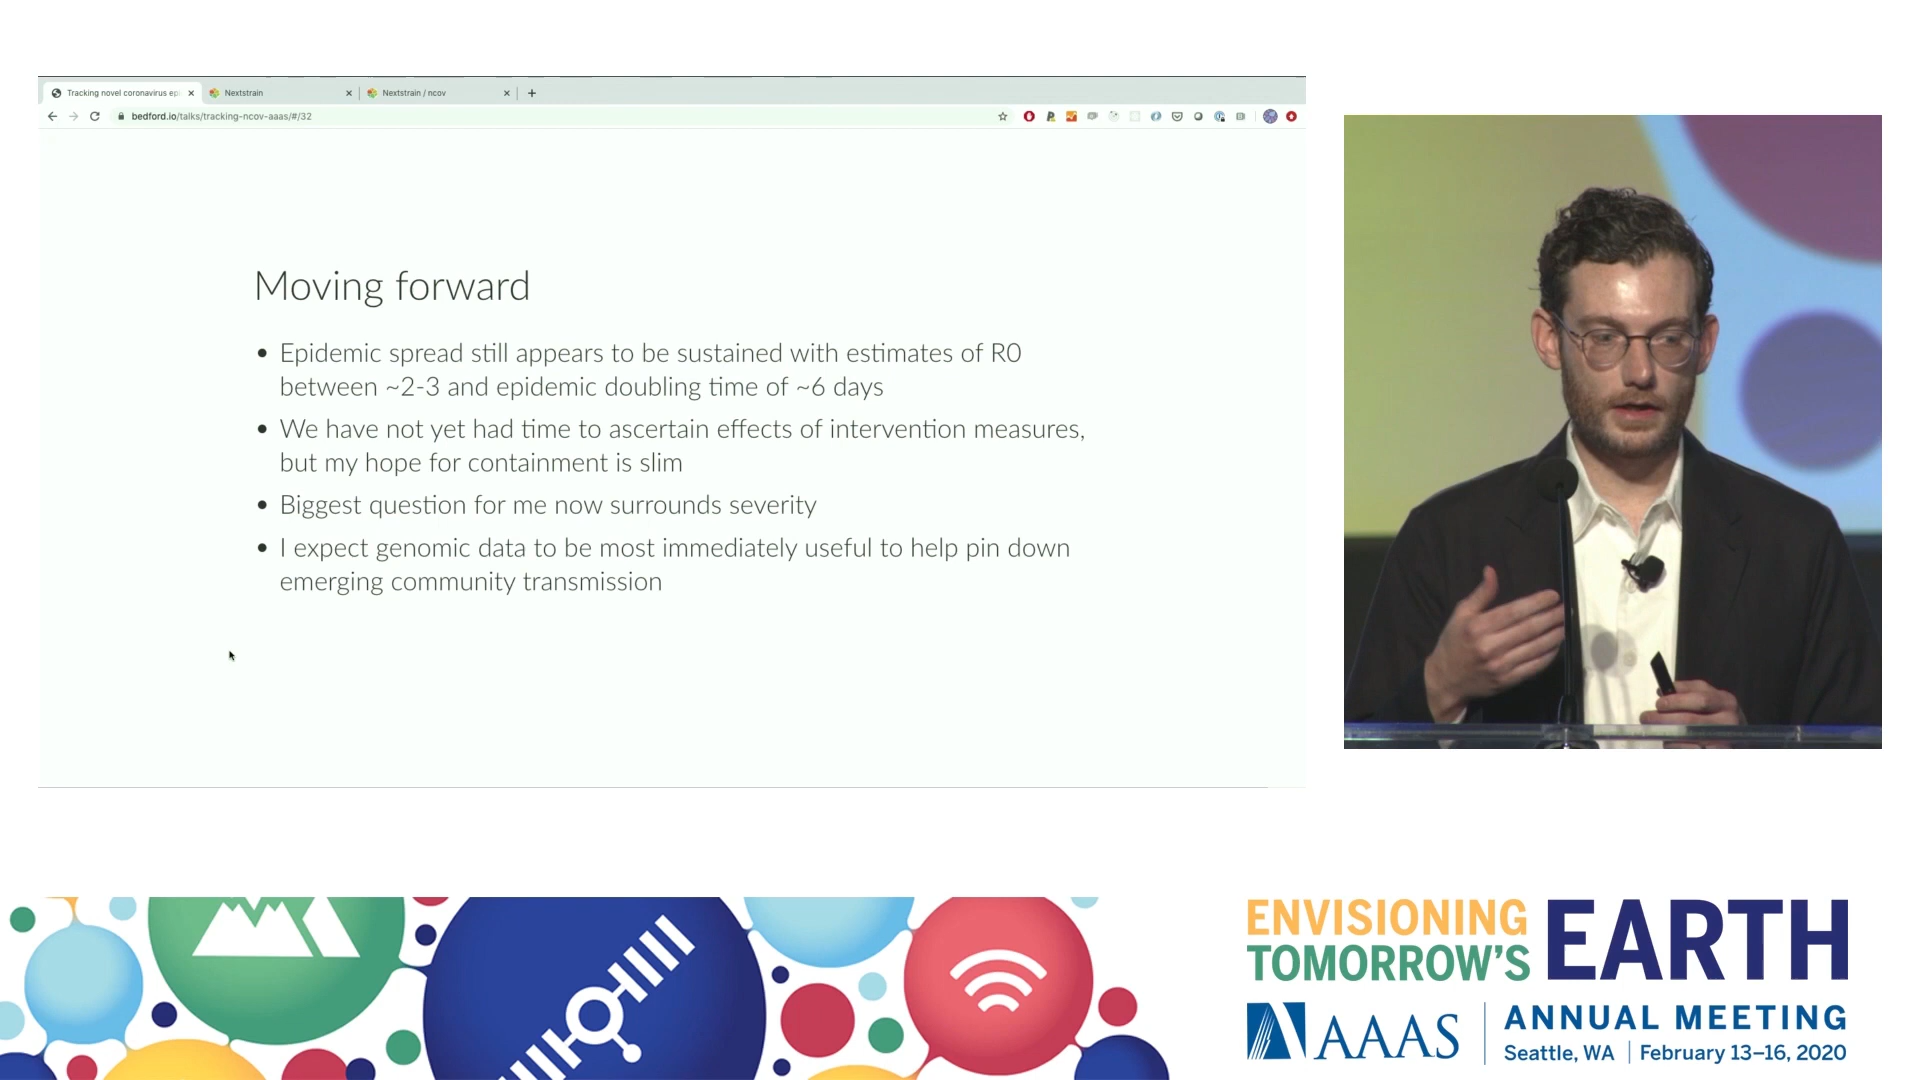 Tracking novel coronavirus ep
Nextstrain
Nextstrain / ncov
bedford.io/talks/tracking-ncov-aaas/#/32
Moving forward
• Epidemic spread still appears to be sustained with estimates of R0
between ~2-3 and epidemic doubling time of ~6 days
• We have not yet had time to ascertain effects of intervention measures,
but my hope for containment is slim
• Biggest question for me now surrounds severity
• I expect genomic data to be most immediately useful to help pin down
emerging community transmission
ENVISIONING
TOMORROW'S
EARTH
AAAS
ANNUAL MEETING
Seattle, WA | February 13–16, 2020